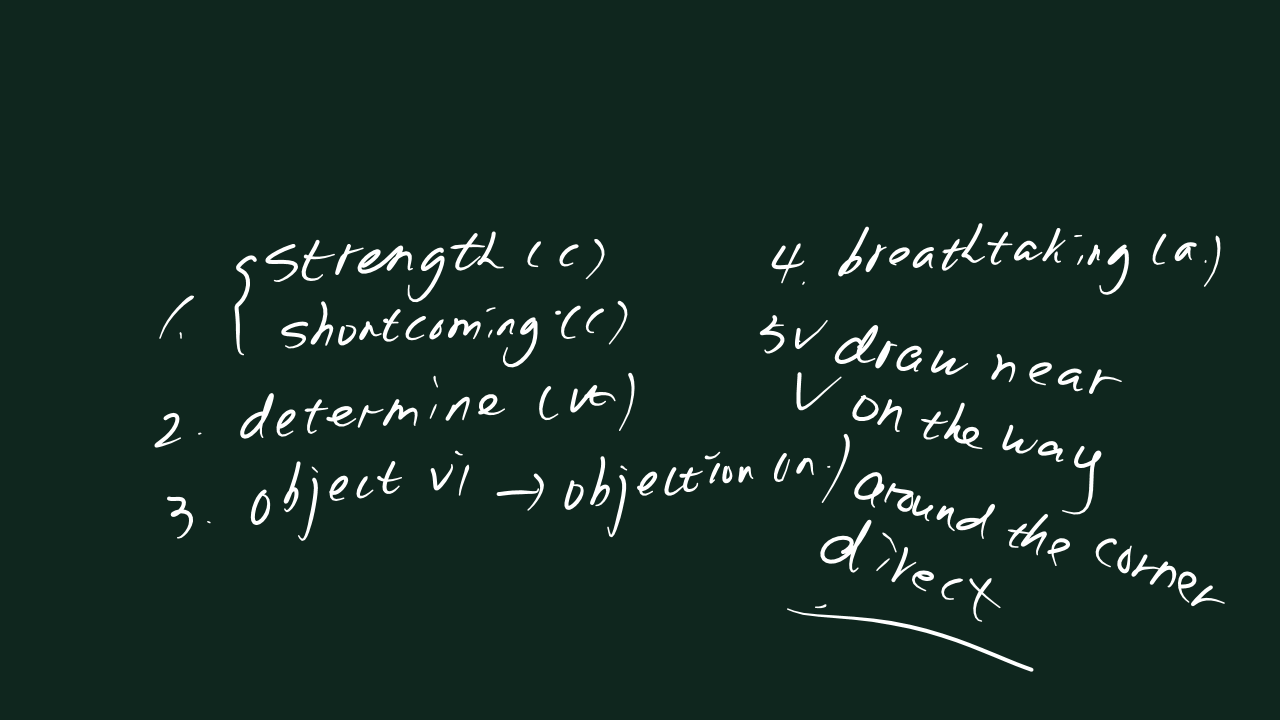 1. { strength (c)
shortcoming (c)
2. determine (vt)
3. object vi → objection (n.)
4. breathtaking (a.)
5 √ draw near
√ on the way
around the corner
direct